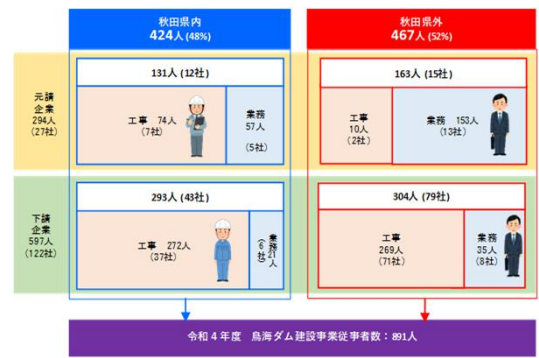 秋田県内
424人(48%)
秋田県外
467人(52%)
元請
企業
294人
(27社)
131人(12社)
工事 74人
(7社)
業務
57人
(5社)
163人(15社)
工事
10人
(2社)
業務 153人
(13社)
下請
企業
597人
(122社)
293人(43社)
工事 272人
(37社)
業務21人
(6社)
304人(79社)
工事
269人
(71社)
業務
35人
(8社)
令和4年度 鳥海ダム建設事業従事者数:891人